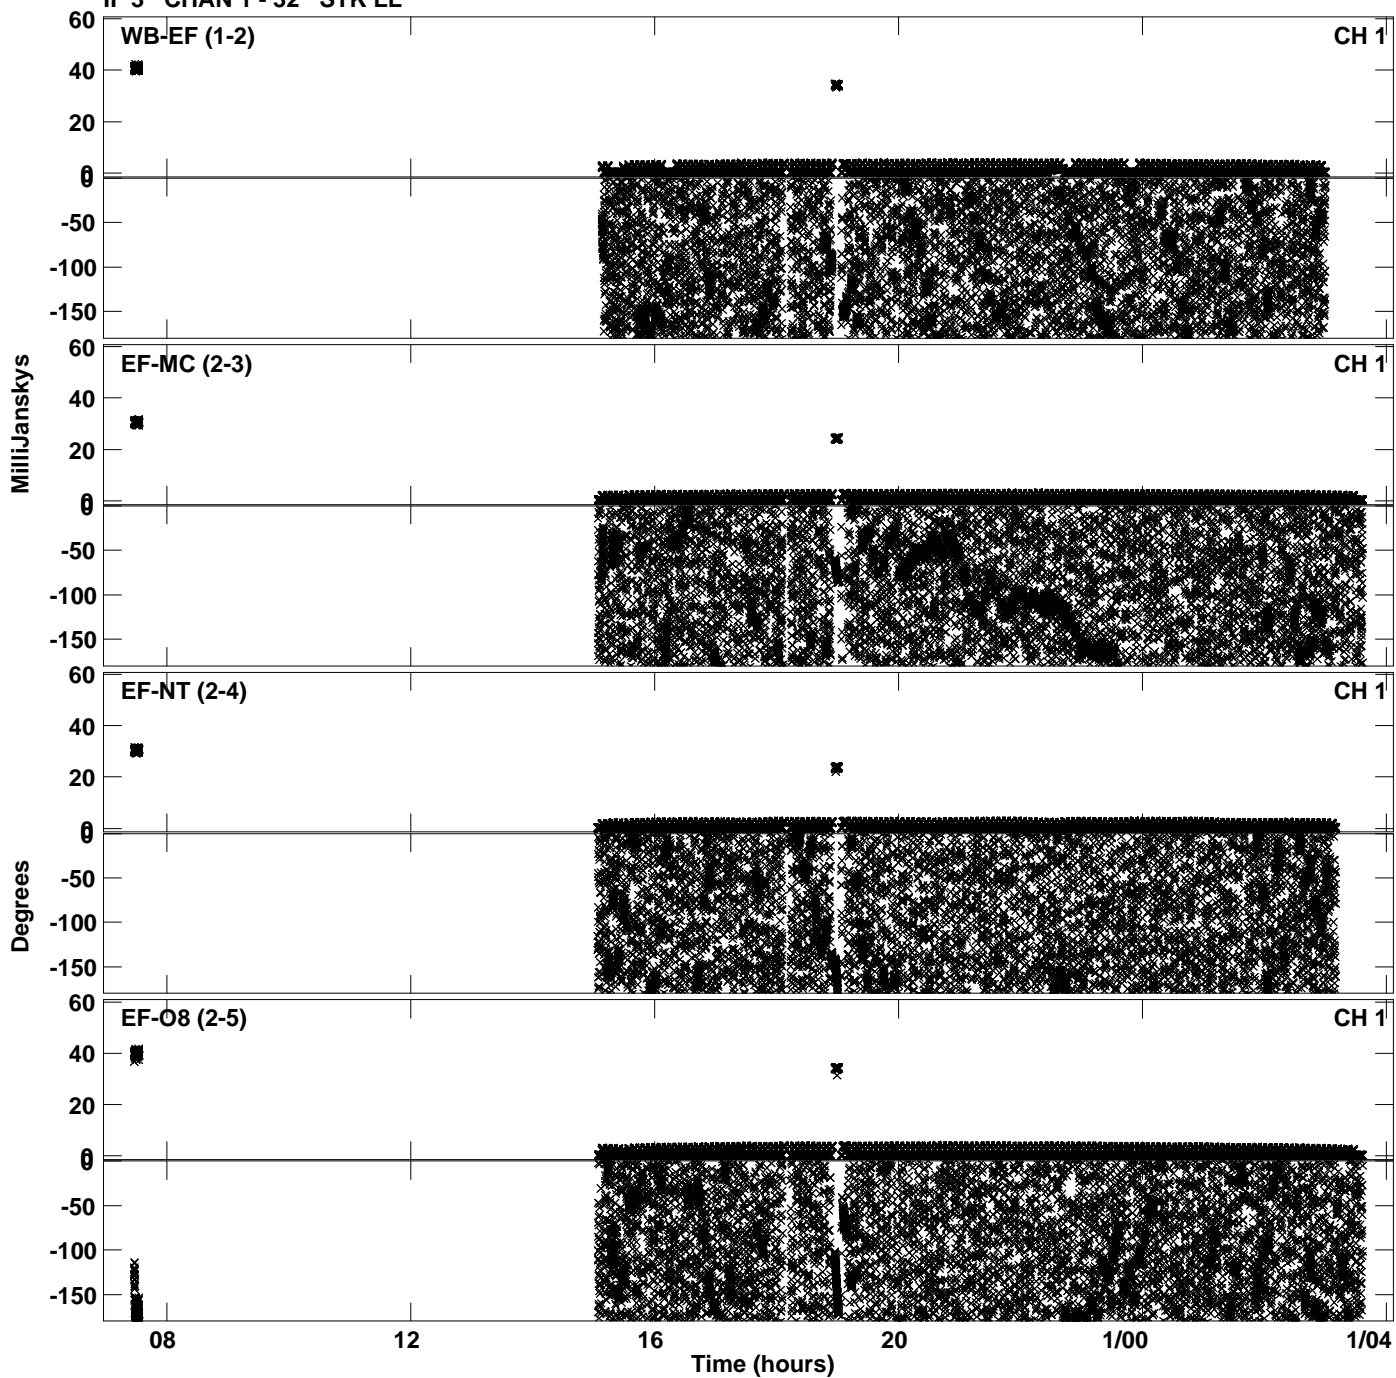 IF 3 CHAN 1 - 32 STK LL
60
WB-EF (1-2)
CH 1
40
20
0
0
-50
-100
-150
60
EF-MC (2-3)
CH 1
40
20
0
0
-50
-100
-150
60
EF-NT (2-4)
CH 1
40
20
0
0
-50
-100
-150
60
EF-O8 (2-5)
CH 1
40
20
0
0
-50
-100
-150
MilliJanskys
Degrees
08 12 16 20 1/00 1/04
Time (hours)